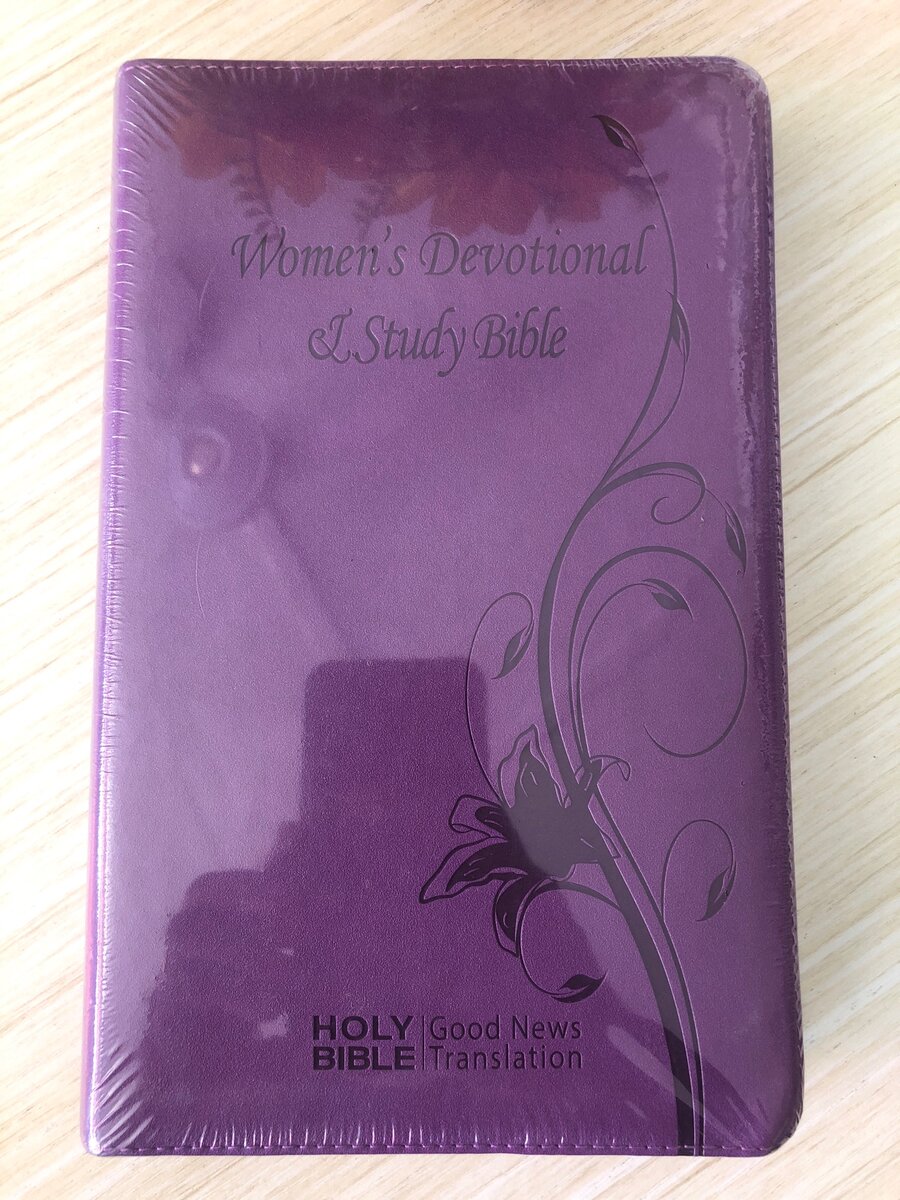 Women's Devotional
& Study Bible
HOLY BIBLE | Good News Translation